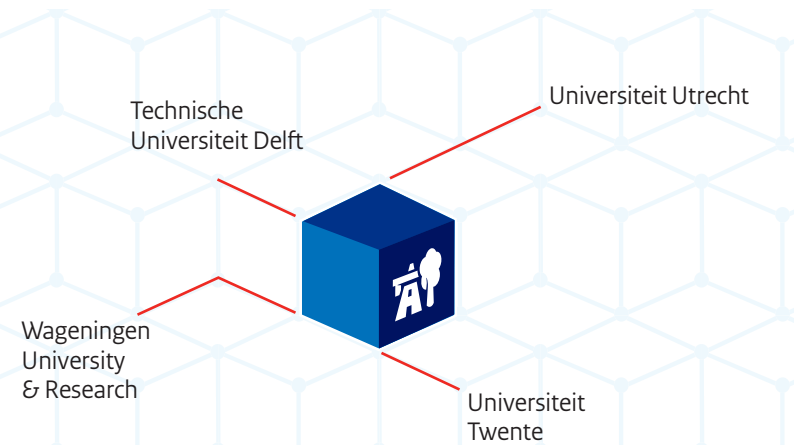 Technische
Universiteit Delft
Universiteit Utrecht
Wageningen
University
& Research
Universiteit
Twente